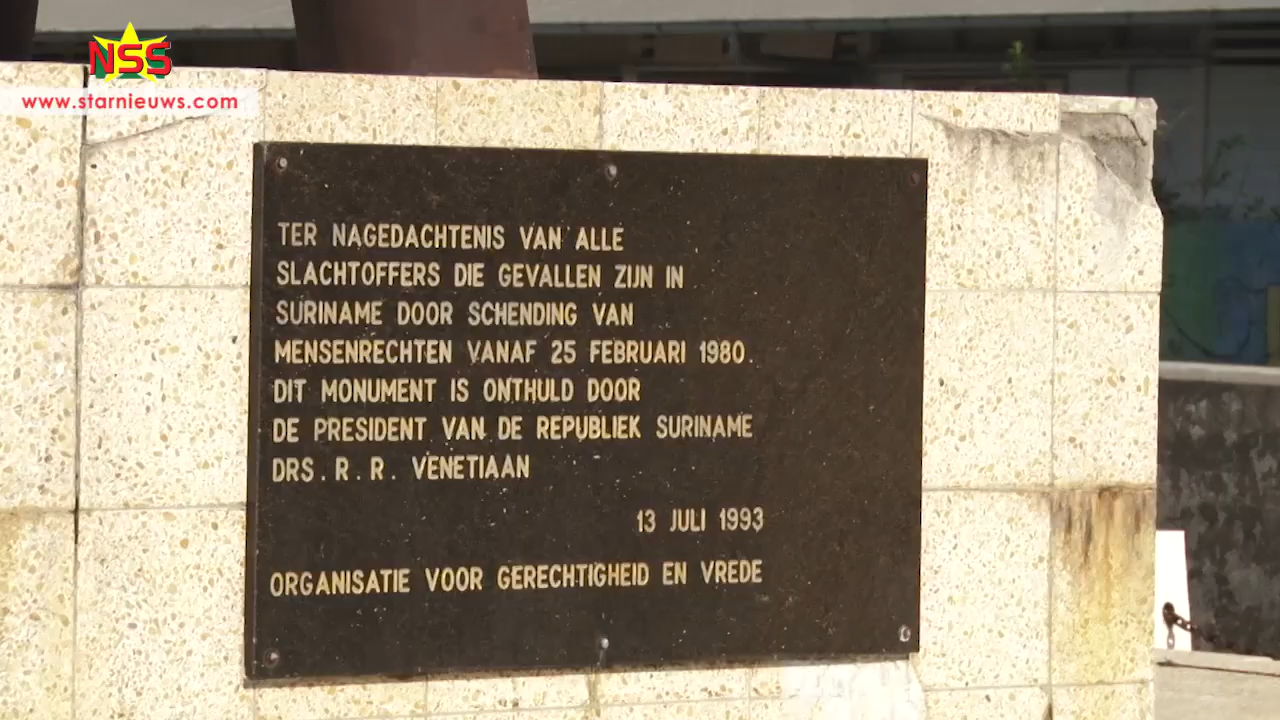 NSS
www.starnieuws.com
TER NAGEDACHTENIS VAN ALLE
SLACHTOFFERS DIE GEVALLEN ZIJN IN
SURINAME DOOR SCHENDING VAN
MENSENRECHTEN VANAF 25 FEBRUARI 1980.
DIT MONUMENT IS ONTHULD DOOR
DE PRESIDENT VAN DE REPUBLIEK SURINAME
DRS. R. R. VENETIAAN
13 JULI 1993
ORGANISATIE VOOR GERECHTIGHEID EN VREDE